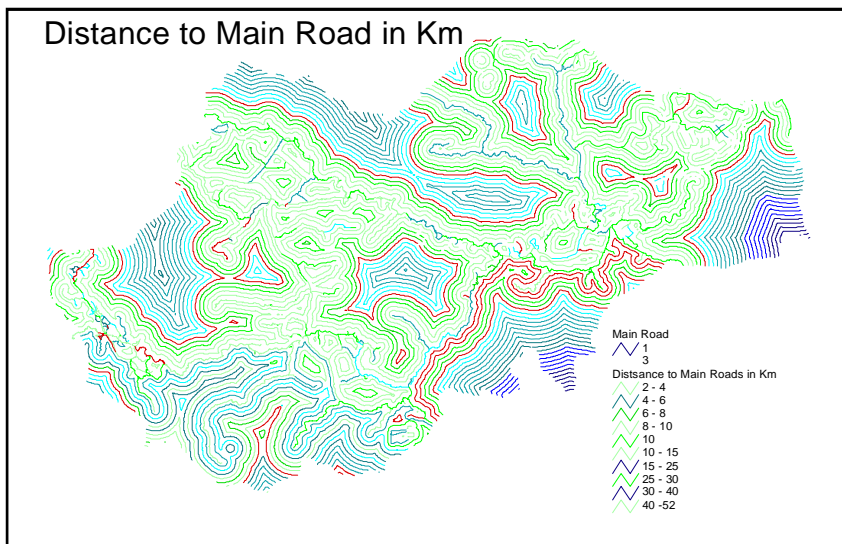 Distance to Main Road in Km
Main Road
1
3
Distsance to Main Roads in Km
2 - 4
4 - 6
6 - 8
8 - 10
10
10 - 15
15 - 25
25 - 30
30 - 40
40 -52